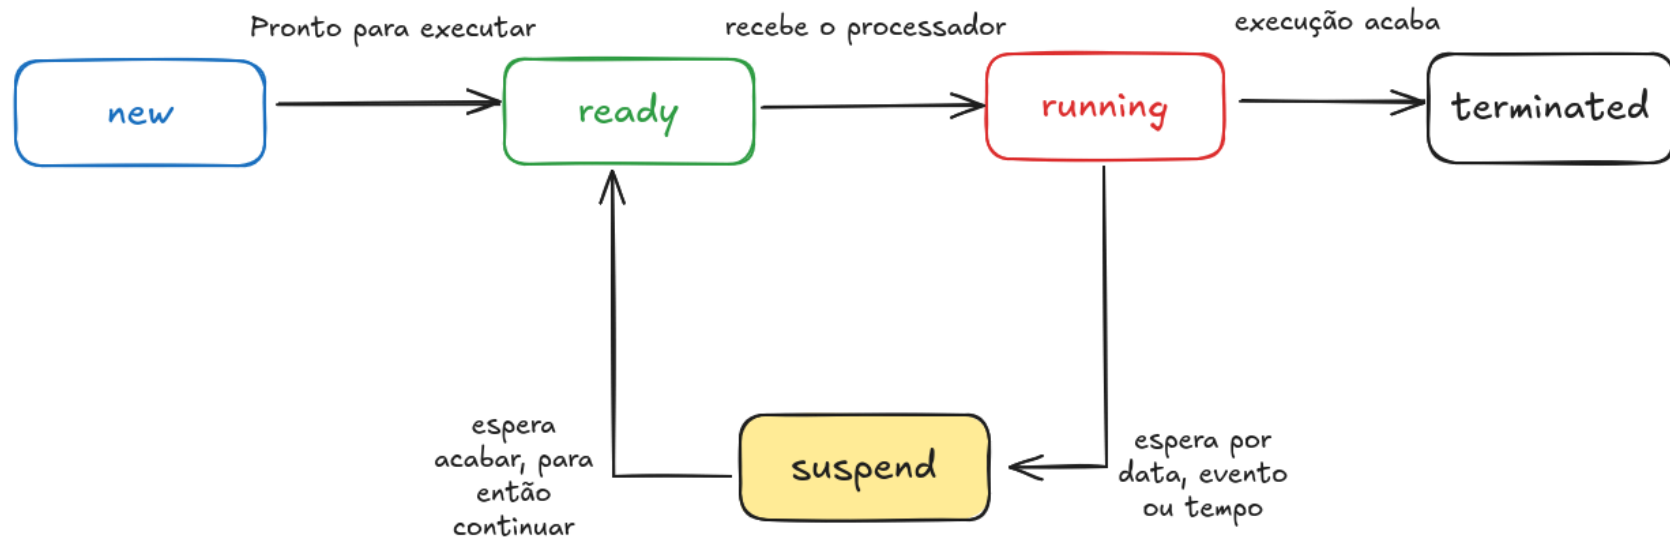 Pronto para executar
recebe o processador
execução acaba
new
ready
running
terminated
espera
acabar, para
então
continuar
suspend
espera por
data, evento
ou tempo